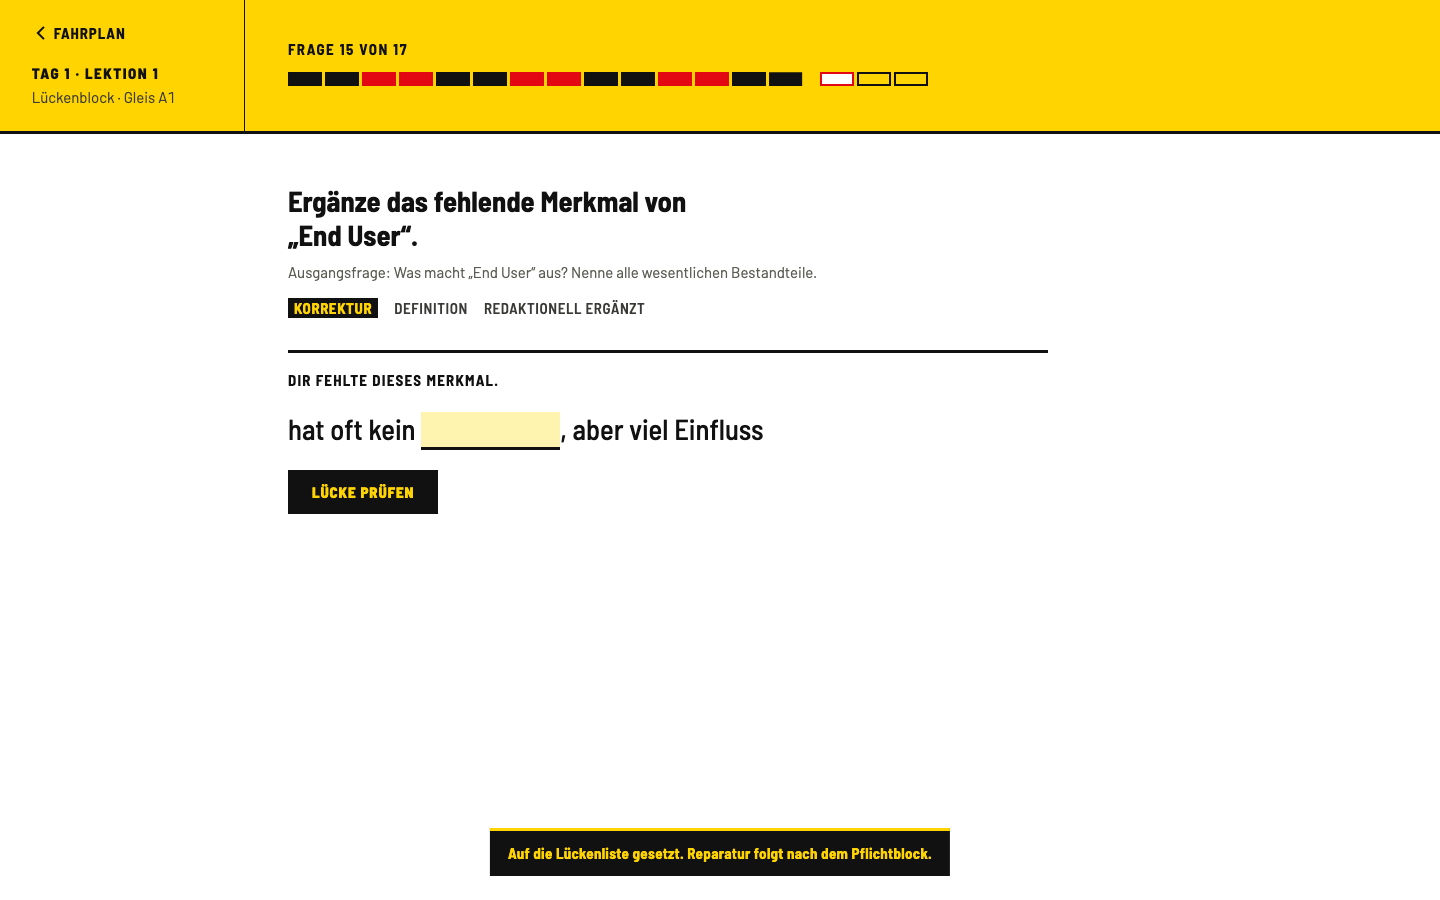 FAHRPLAN
TAG 1 · LEKTION 1
Lückenblock · Gleis A1
FRAGE 15 VON 17
Ergänze das fehlende Merkmal von
„End User“.
Ausgangsfrage: Was macht „End User“ aus? Nenne alle wesentlichen Bestandteile.
KORREKTUR DEFINITION REDAKTIONELL ERGÄNZT
DIR FEHLTE DIESES MERKMAL.
hat oft kein , aber viel Einfluss
LÜCKE PRÜFEN
Auf die Lückenliste gesetzt. Reparatur folgt nach dem Pflichtblock.